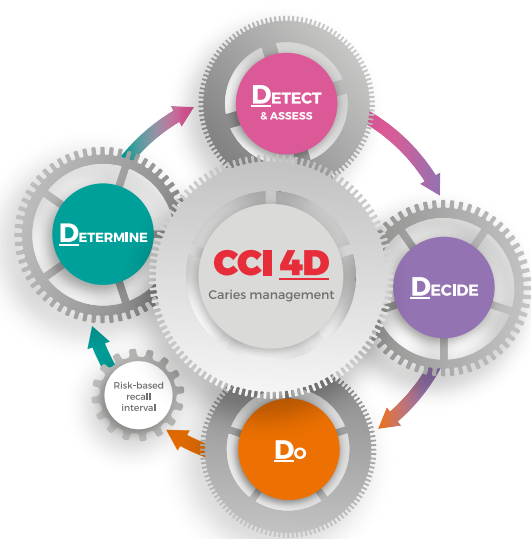 DETECT
& ASSESS
DETERMINE
CCI 4D
Caries management
DECIDE
Risk-based
recall
interval
DO